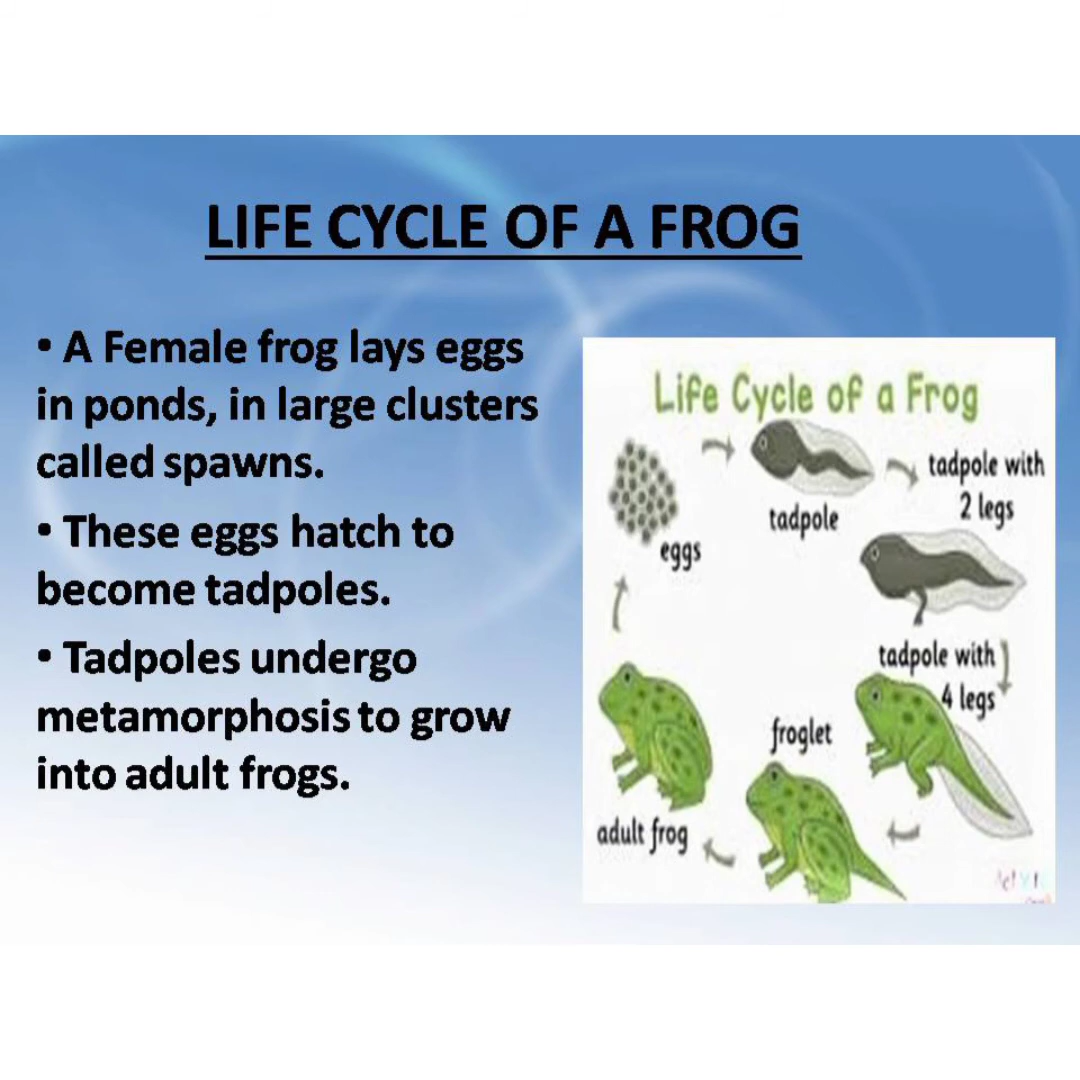 LIFE CYCLE OF A FROG
• A Female frog lays eggs
in ponds, in large clusters
called spawns.
• These eggs hatch to
become tadpoles.
• Tadpoles undergo
metamorphosis to grow
into adult frogs.
Life Cycle of a Frog
eggs
tadpole
tadpole with
2 legs
tadpole with
4 legs
froglet
adult frog